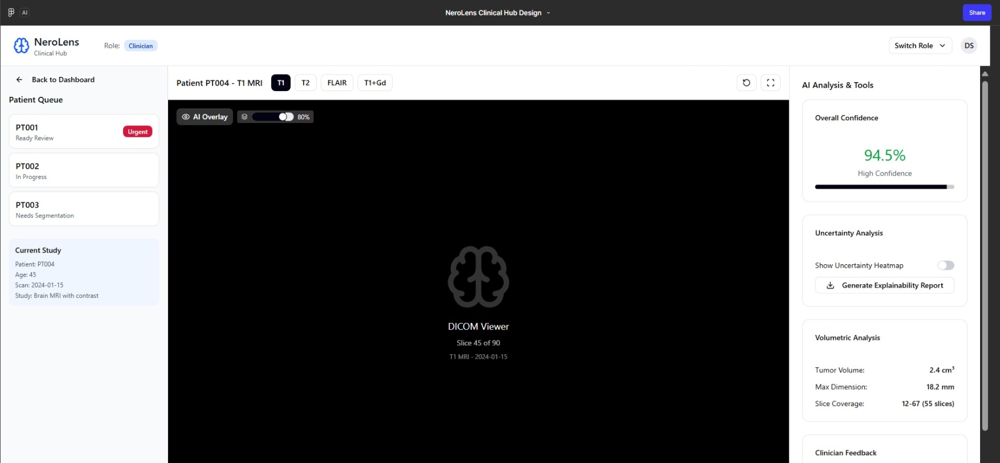 AI
NeroLens Clinical Hub Design
Share
NeroLens
Clinical Hub
Role: Clinician
Switch Role
DS
Back to Dashboard
Patient Queue
PT001
Ready Review
Urgent
PT002
In Progress
PT003
Needs Segmentation
Current Study
Patient: PT004
Age: 45
Scan: 2024-01-15
Study: Brain MRI with contrast
Patient PT004 - T1 MRI
T1
T2
FLAIR
T1+Gd
AI Overlay
80%
DICOM Viewer
Slice 45 of 90
T1 MRI - 2024-01-15
AI Analysis & Tools
Overall Confidence
94.5%
High Confidence
Uncertainty Analysis
Show Uncertainty Heatmap
Generate Explainability Report
Volumetric Analysis
Tumor Volume: 2.4 cm³
Max Dimension: 18.2 mm
Slice Coverage: 12-67 (55 slices)
Clinician Feedback